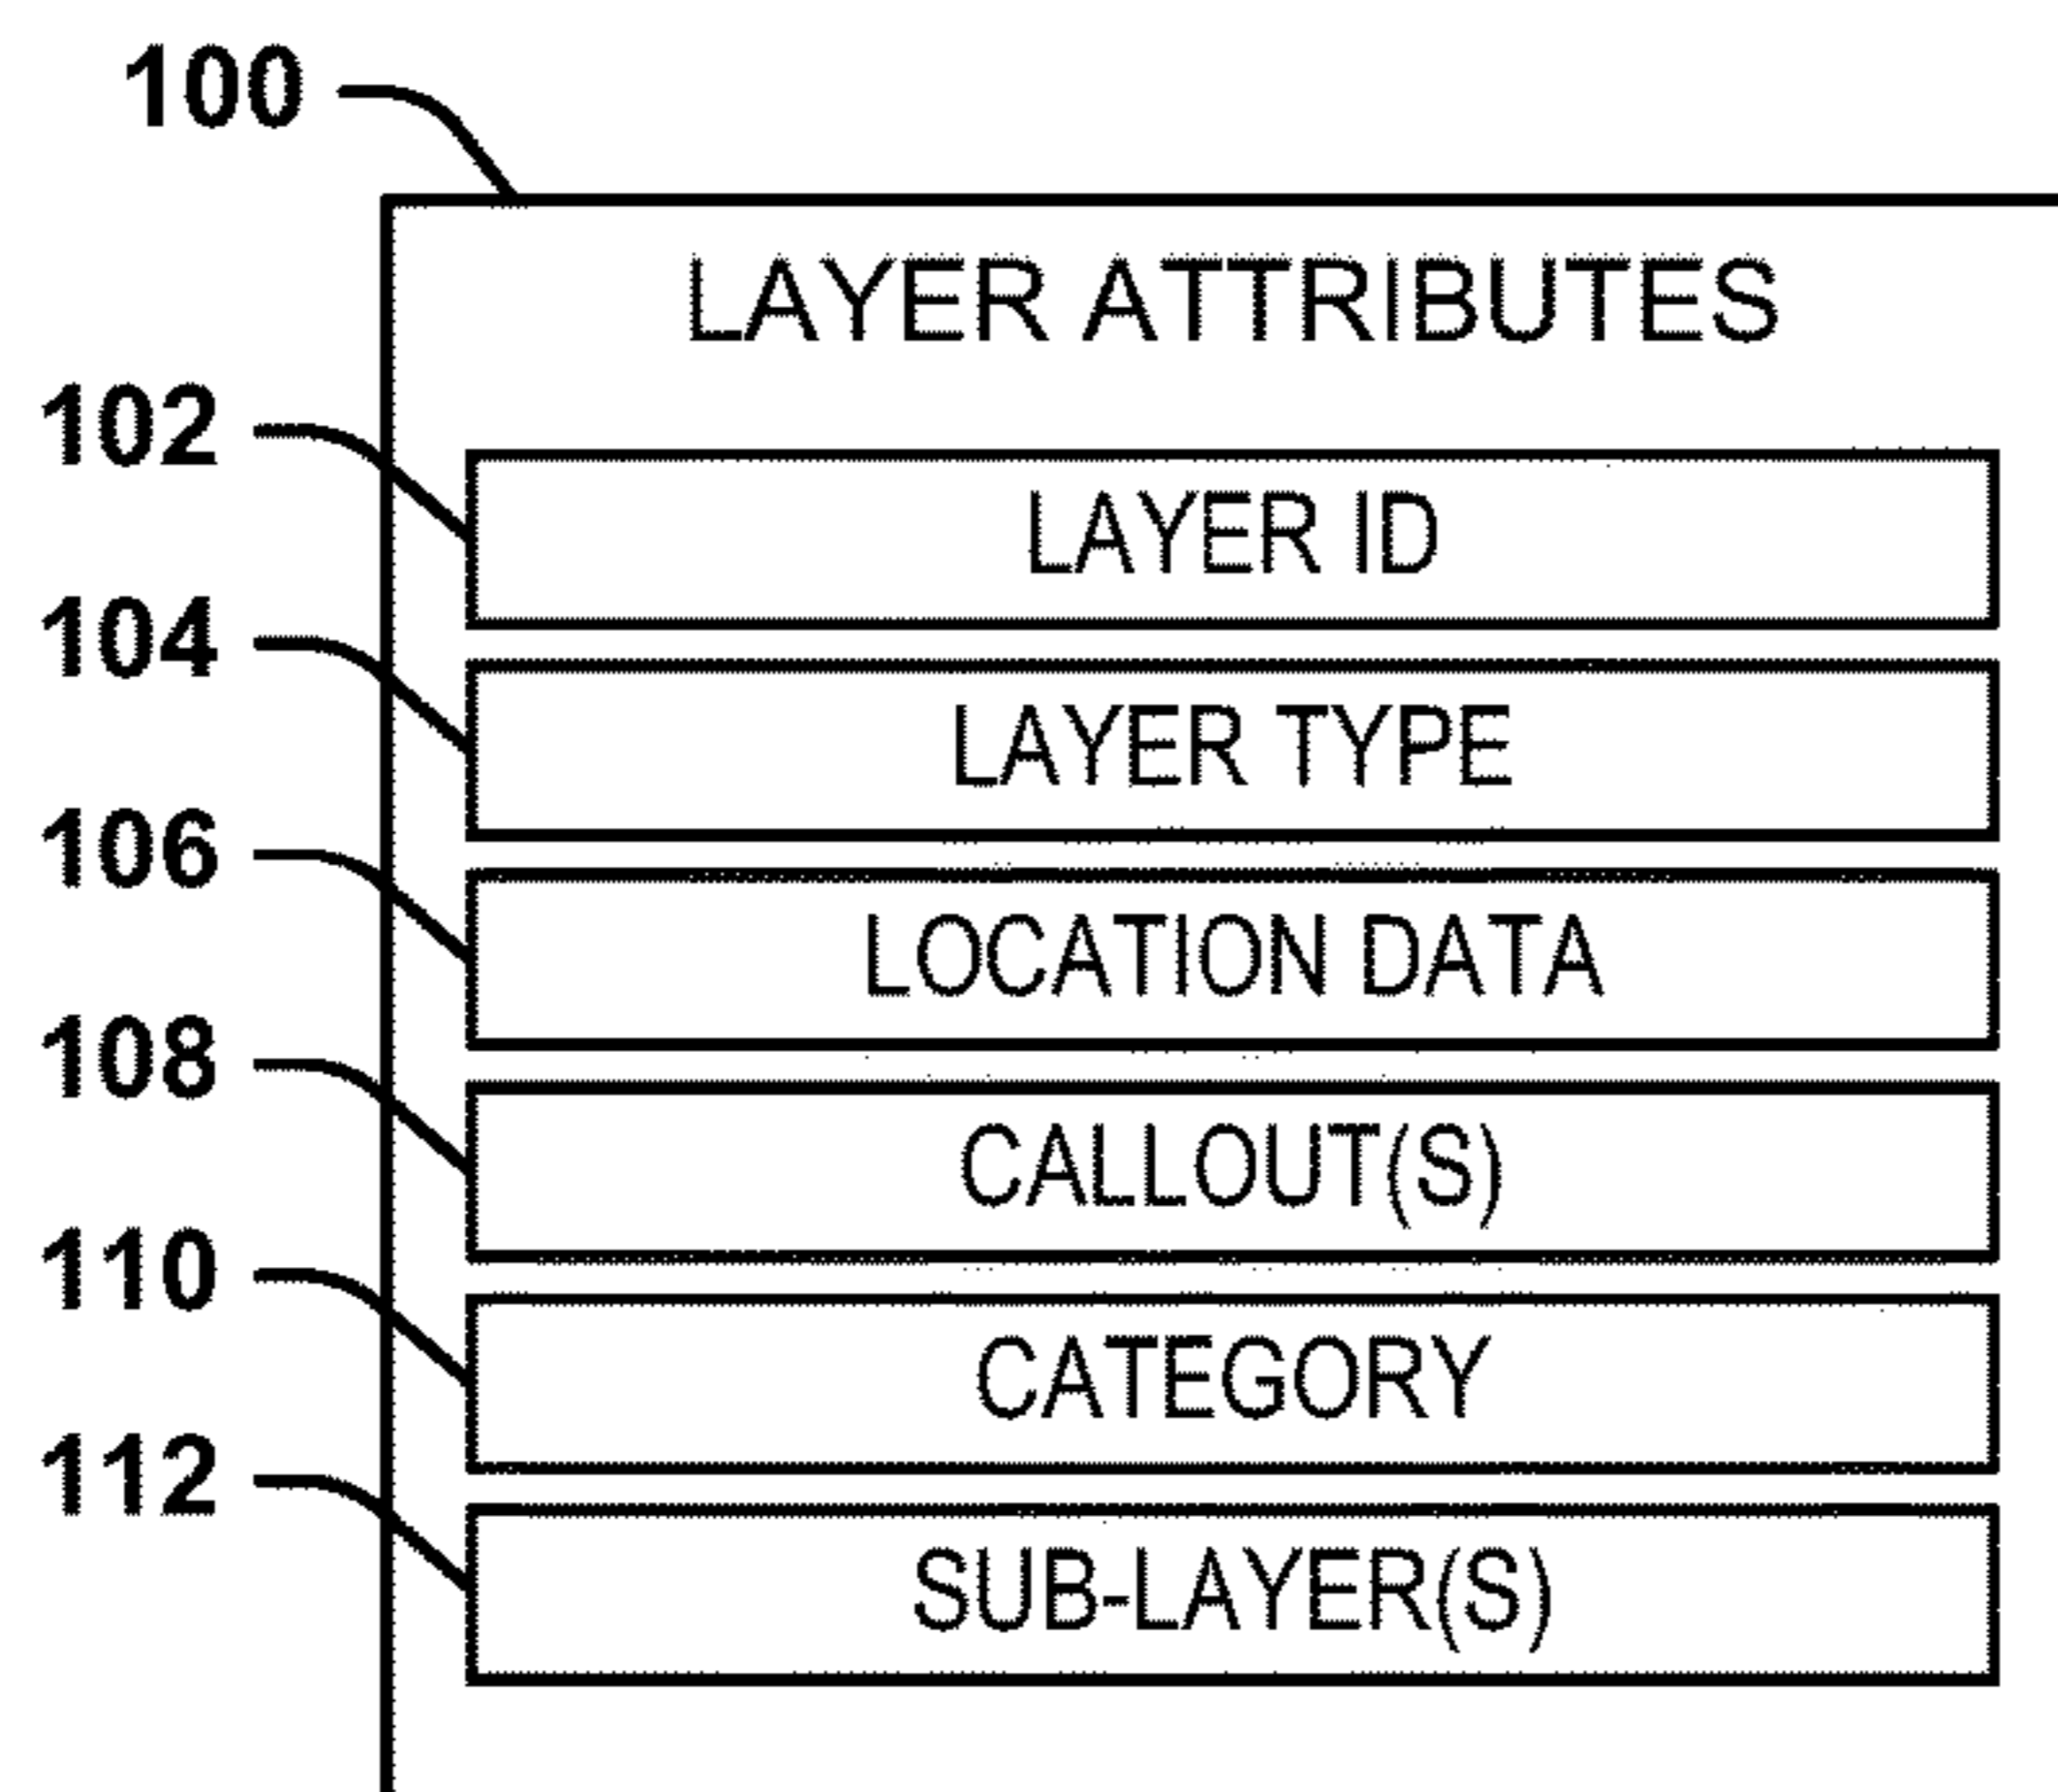 100
LAYER ATTRIBUTES
102
LAYER ID
104
LAYER TYPE
106
LOCATION DATA
108
CALLOUT(S)
110
CATEGORY
112
SUB-LAYER(S)